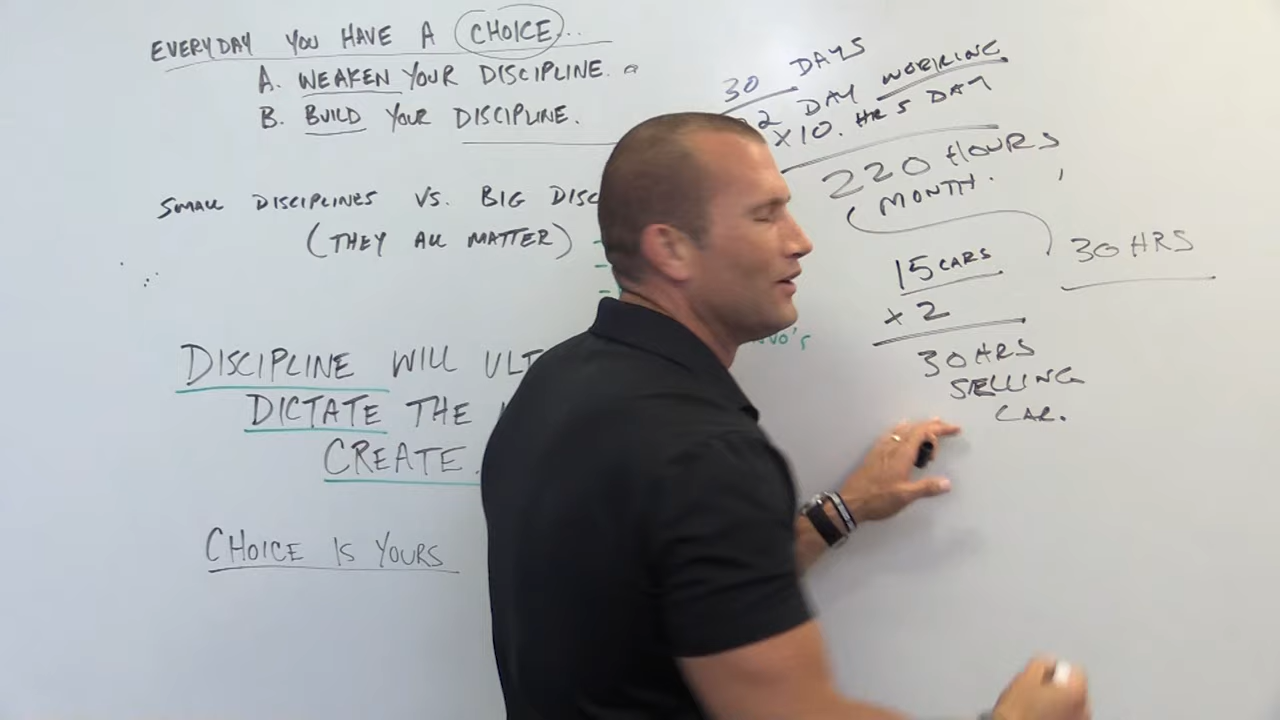 EVERYDAY YOU HAVE A CHOICE...
A. WEAKEN YOUR DISCIPLINE.
B. BUILD YOUR DISCIPLINE.
SMALL DISCIPLINES VS. BIG DISC
(THEY ALL MATTER)
DISCIPLINE WILL ULT
DICTATE THE
CREATE.
CHOICE IS YOURS
30 DAYS
2 DAY WORKING
X10. HRS DAY
220 HOURS
MONTH.
15 CARS
x 2
30 HRS
SELLING
CAR.
30 HRS